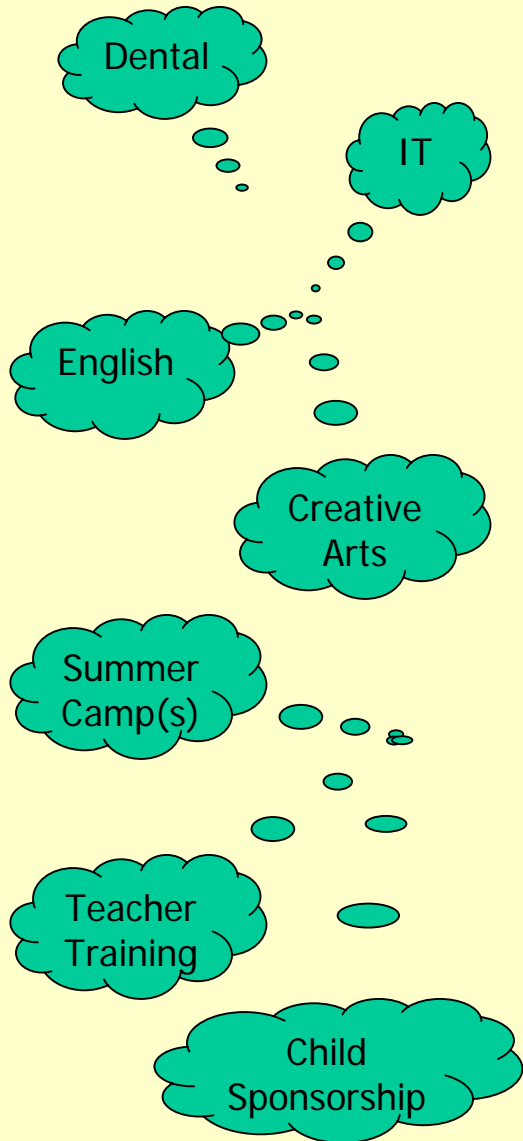 Dental
IT
English
Creative
Arts
Summer
Camp(s)
Teacher
Training
Child
Sponsorship